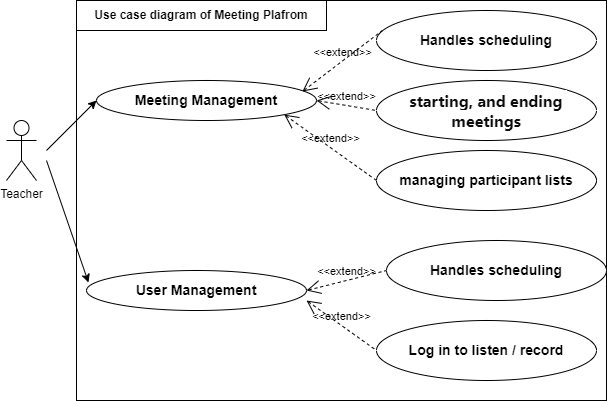 Use case diagram of Meeting Plafrom
Handles scheduling
<<extend>>
Meeting Management
<<extend>>
starting, and ending
meetings
<<extend>>
managing participant lists
Teacher
Handles scheduling
<<extend>>
User Management
<<extend>>
Log in to listen / record